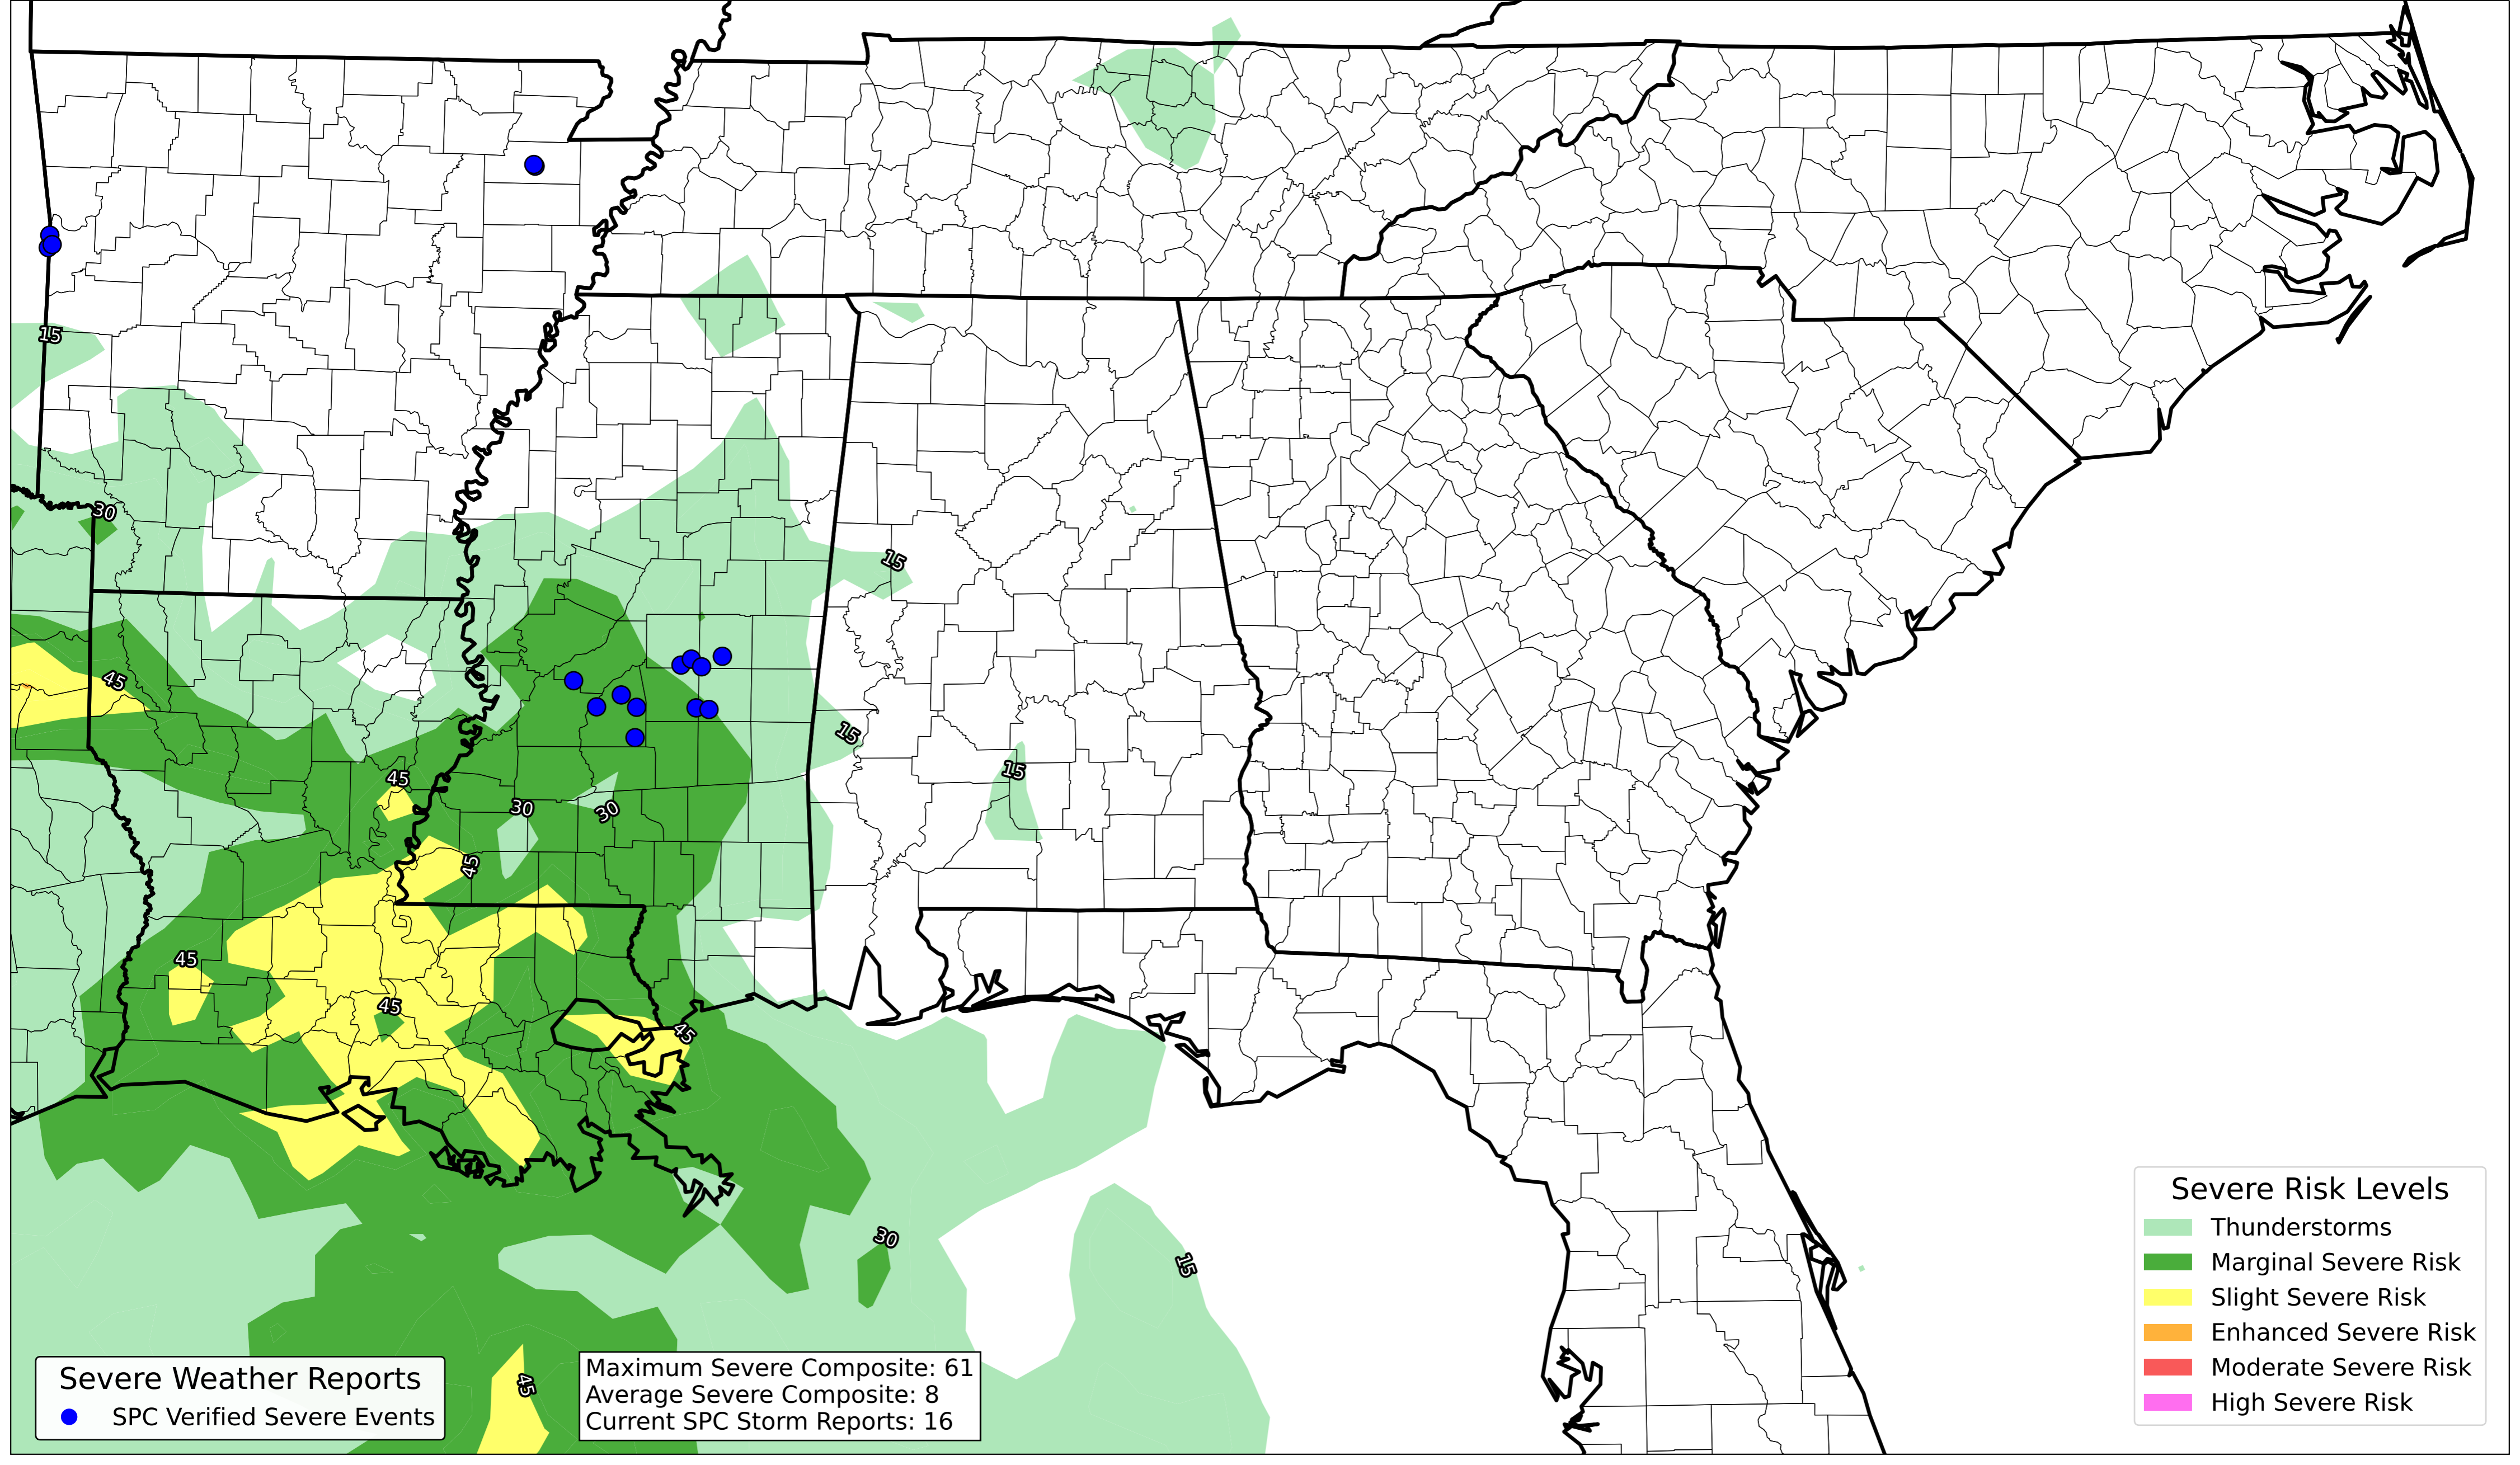 15
30
15
45
15
15
45
30
30
45
45
45
45
30
15
45
Severe Weather Reports
SPC Verified Severe Events
Maximum Severe Composite: 61
Average Severe Composite: 8
Current SPC Storm Reports: 16
Severe Risk Levels
Thunderstorms
Marginal Severe Risk
Slight Severe Risk
Enhanced Severe Risk
Moderate Severe Risk
High Severe Risk